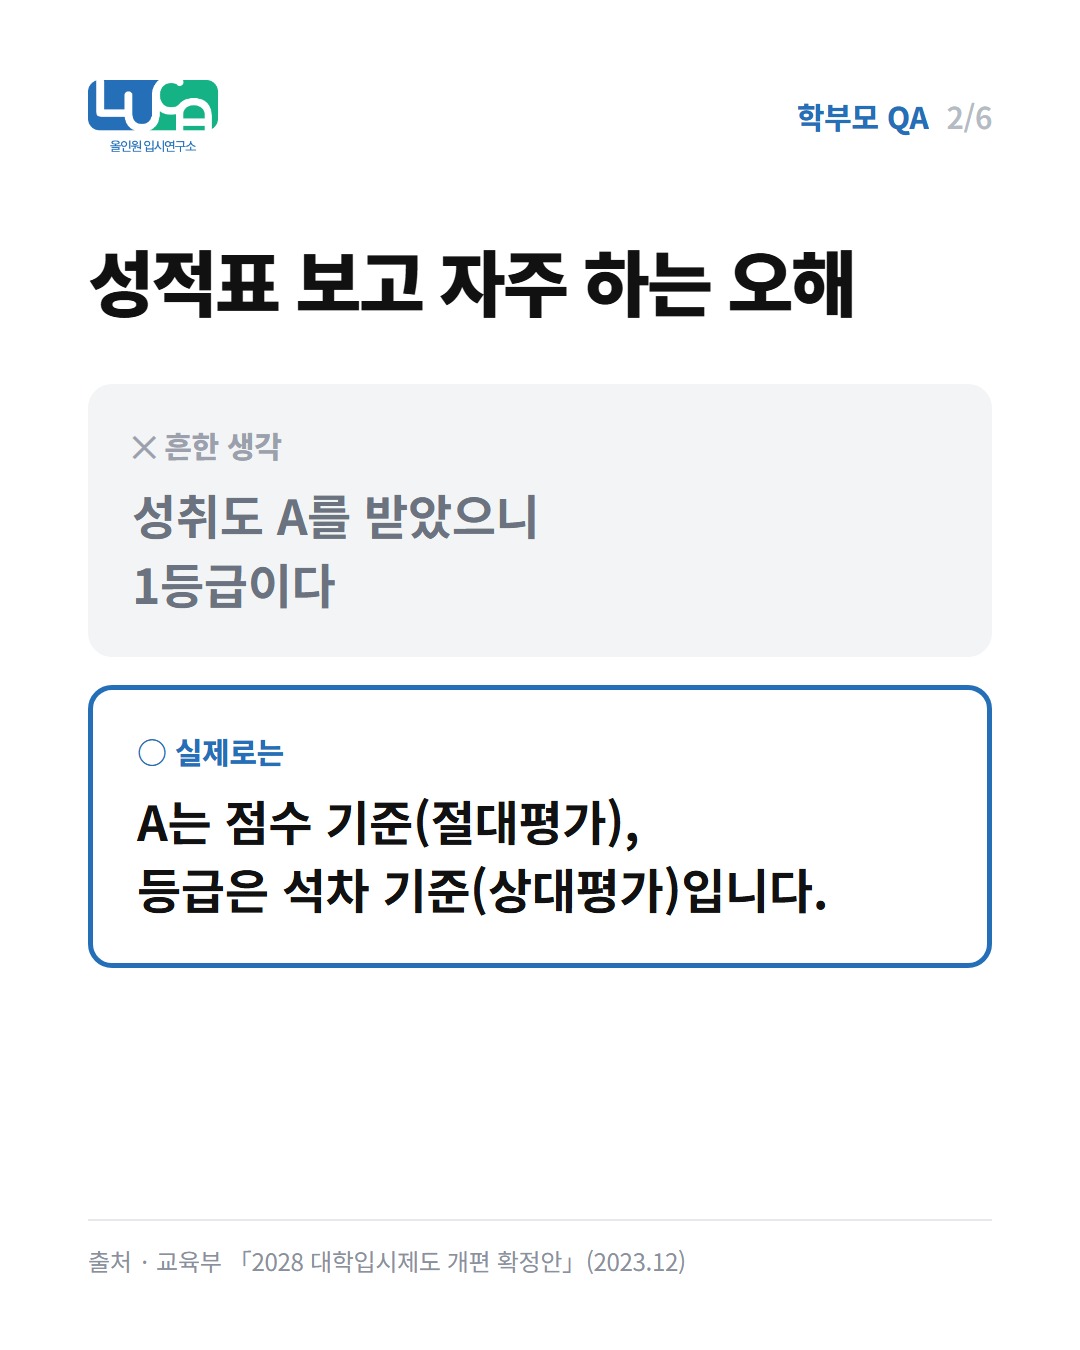 LUCA
올인원 입시연구소
학부모 QA 2/6
성적표 보고 자주 하는 오해
× 흔한 생각
성취도 A를 받았으니
1등급이다
○ 실제로는
A는 점수 기준(절대평가),
등급은 석차 기준(상대평가)입니다.
출처 · 교육부 「2028 대학입시제도 개편 확정안」(2023.12)